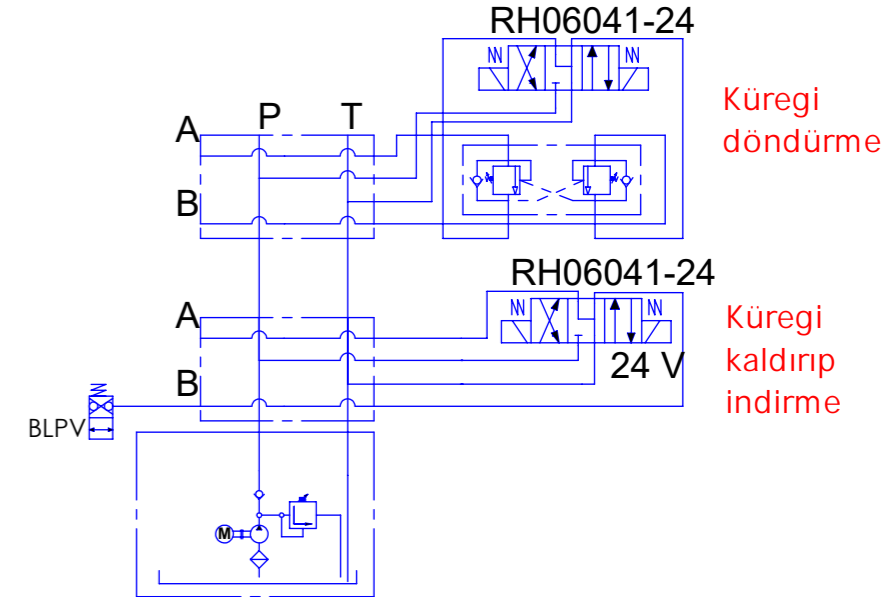 RH06041-24
Küregi
döndürme
A
P
T
B
RH06041-24
24 V
Küregi
kaldırıp
indirme
A
B
BLPV
M